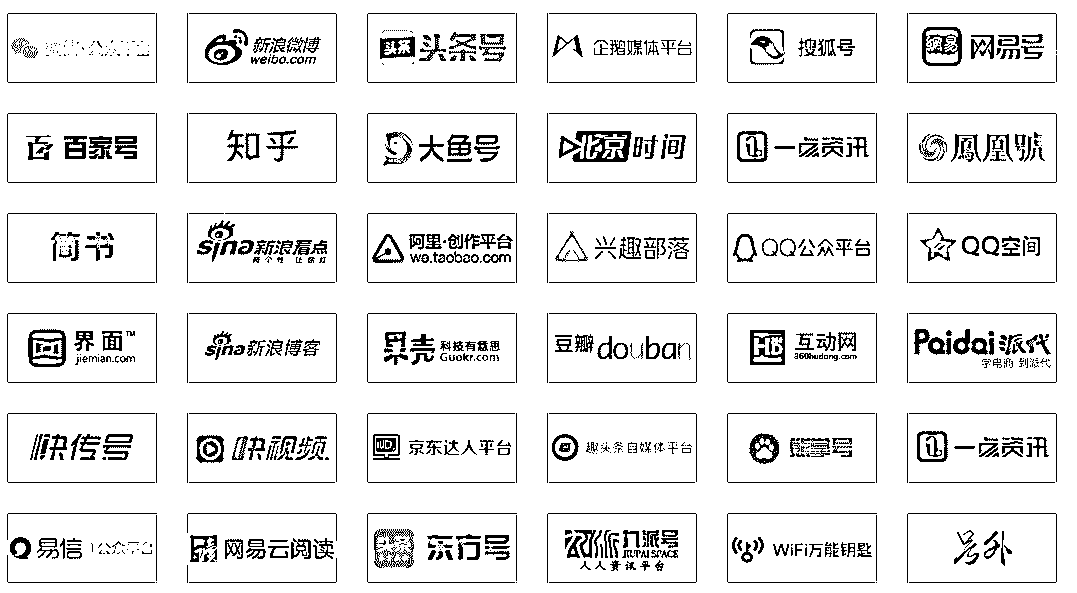 公众平台
新浪微博
weibo.com
头条
头条号
企鹅媒体平台
搜狐号
网易
网易号
百家号
知乎
大鱼号
北京时间
一点资讯
鳳凰號
简书
sina新浪看点
阿里·创作平台
we.taobao.com
兴趣部落
QQ公众平台
QQ空间
界面™
jiemian.com
sina新浪博客
果壳
科技有意思
Guokr.com
豆瓣douban
互动网
360hudong.com
Paidai派代
学电商 到派代
快传号
快视频
京东达人平台
趣头条自媒体平台
熊掌号
一点资讯
易信
公众平台
网易云阅读
头条
东方号
九派号
JIUPAI SPACE
人人资讯平台
WiFi万能钥匙
号外